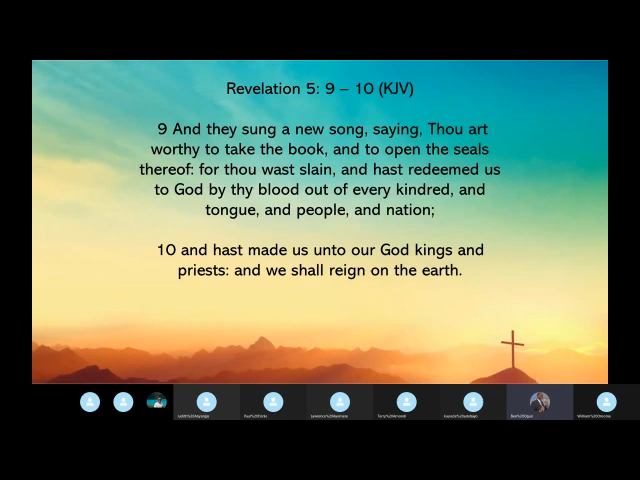 Revelation 5: 9 – 10 (KJV)
9 And they sung a new song, saying, Thou art
worthy to take the book, and to open the seals
thereof: for thou wast slain, and hast redeemed us
to God by thy blood out of every kindred, and
tongue, and people, and nation;
10 and hast made us unto our God kings and
priests: and we shall reign on the earth.